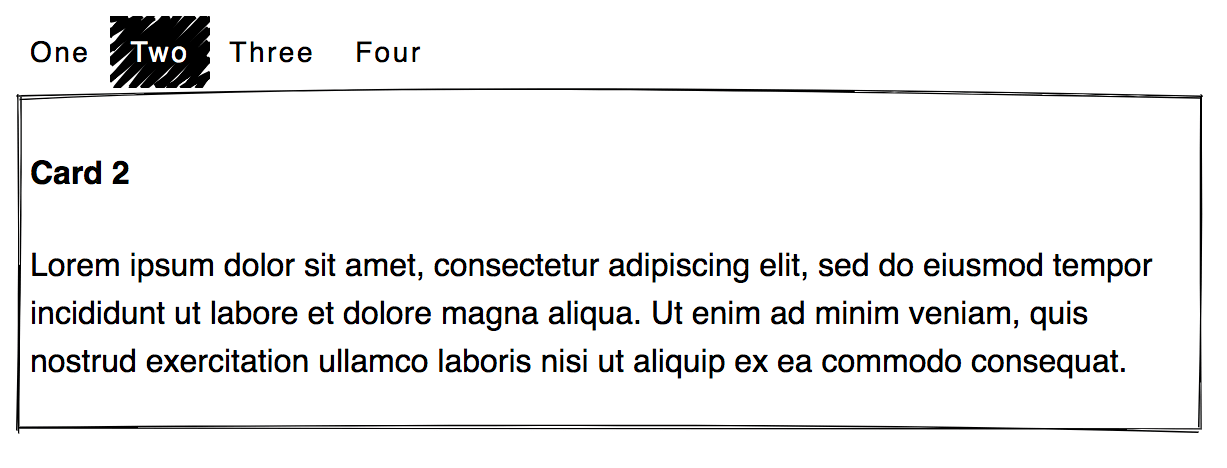 One Two Three Four
Card 2
Lorem ipsum dolor sit amet, consectetur adipiscing elit, sed do eiusmod tempor
incididunt ut labore et dolore magna aliqua. Ut enim ad minim veniam, quis
nostrud exercitation ullamco laboris nisi ut aliquip ex ea commodo consequat.